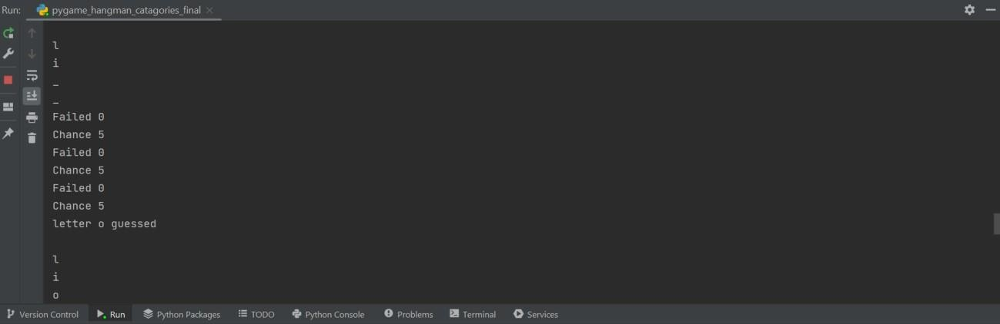 Run: pygame_hangman_catagories_final
l
i
_
_
Failed 0
Chance 5
Failed 0
Chance 5
Failed 0
Chance 5
letter o guessed
l
i
o
Version Control Run Python Packages TODO Python Console Problems Terminal Services